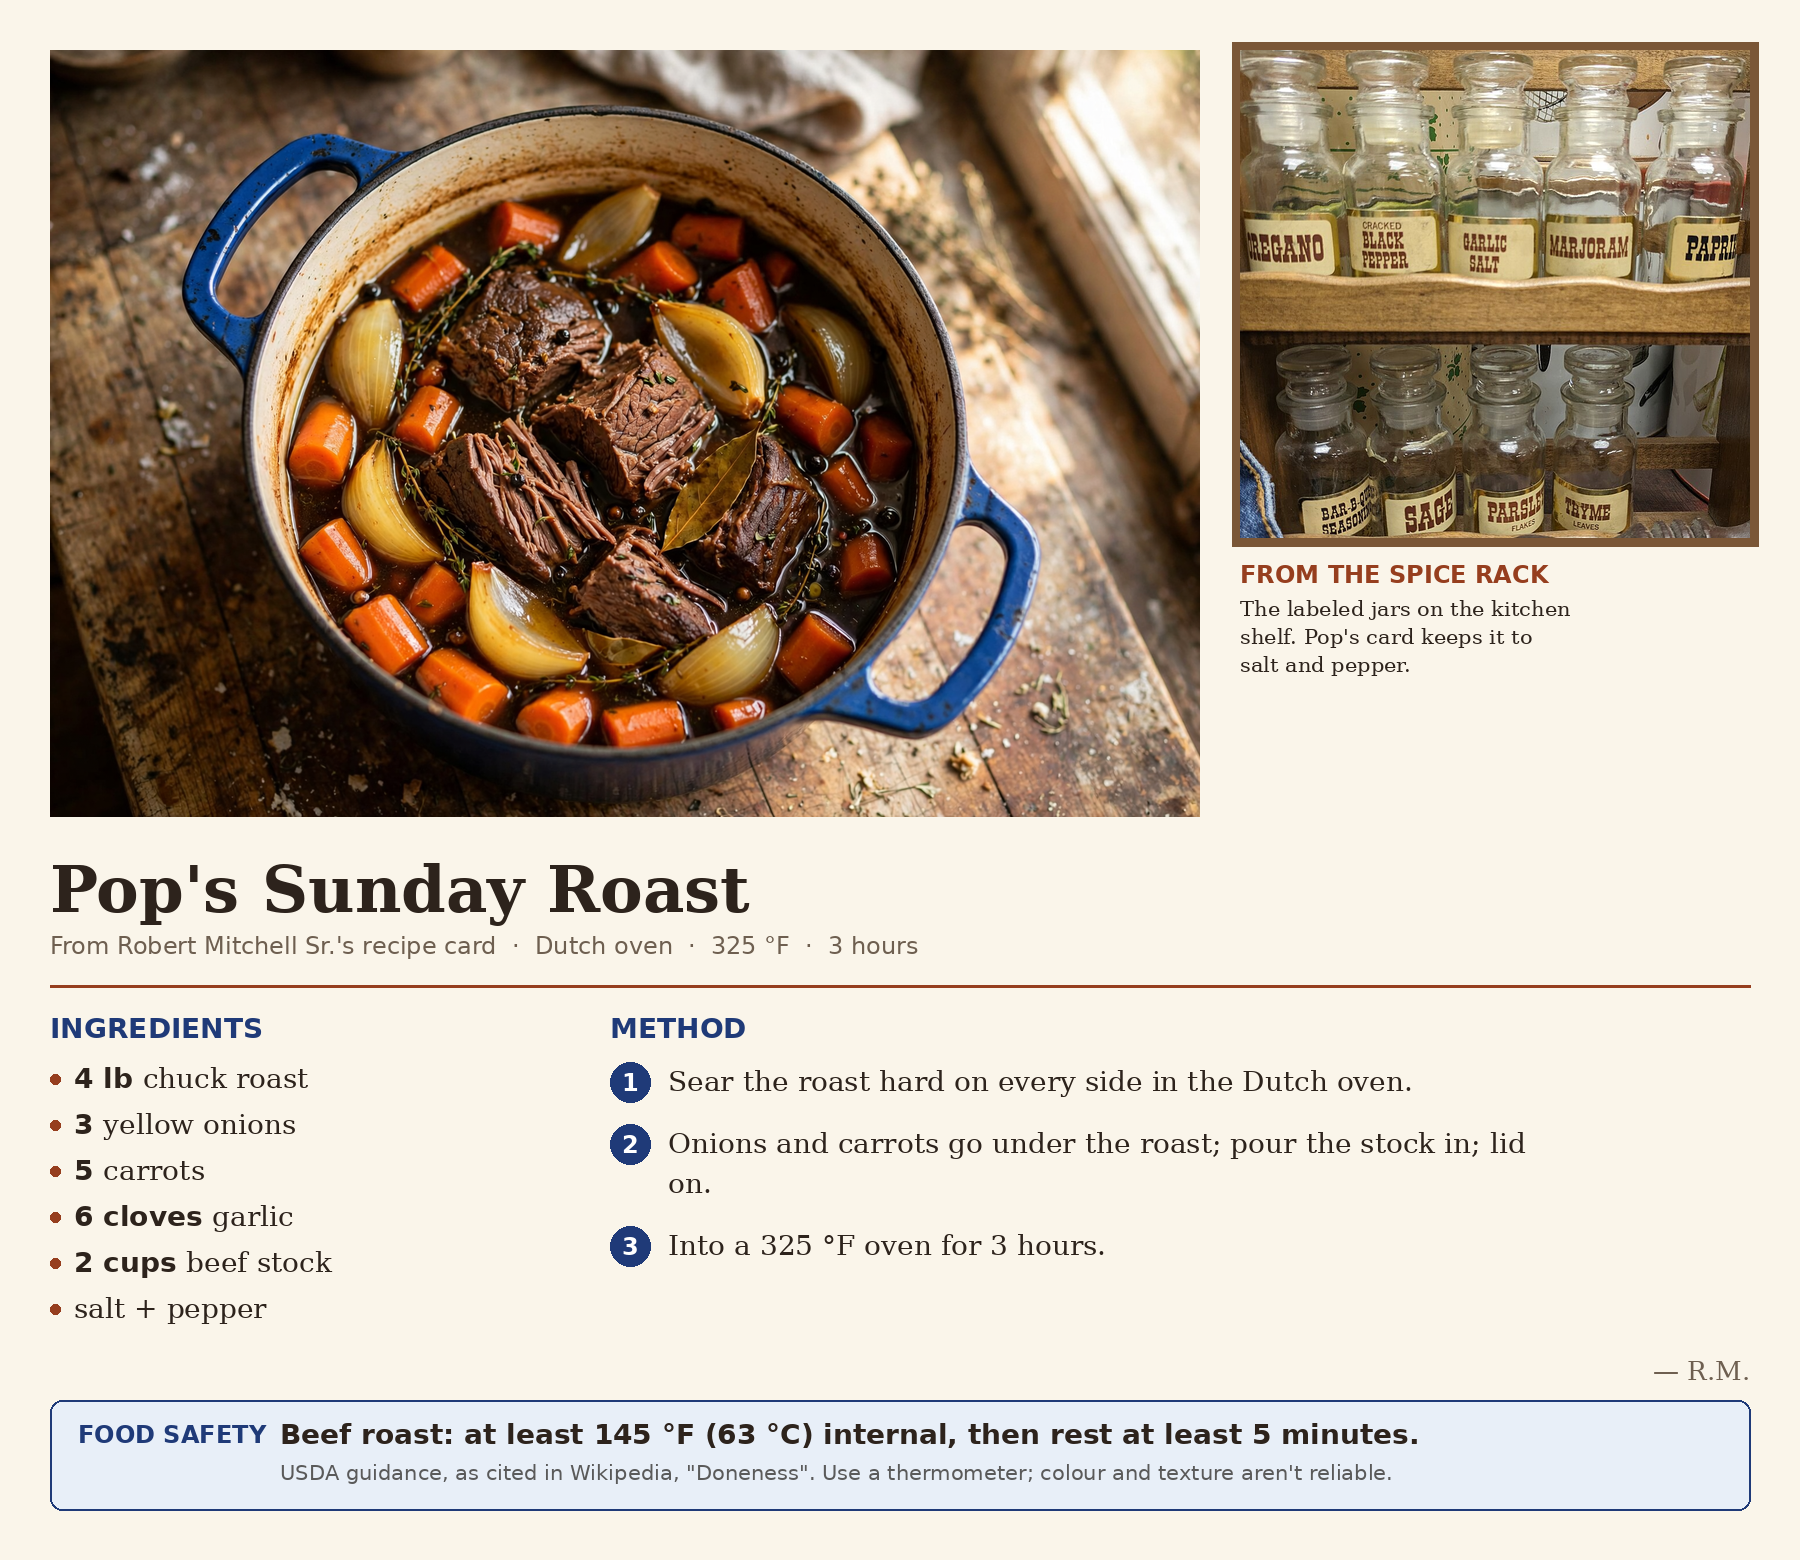 OREGANO
CRACKED
BLACK
PEPPER
GARLIC
SALT
MARJORAM
BAR-B-QUE
SEASONING
SAGE
PARSLEY
FLAKES
THYME
LEAVES
FROM THE SPICE RACK
The labeled jars on the kitchen
shelf. Pop's card keeps it to
salt and pepper.
Pop's Sunday Roast
From Robert Mitchell Sr.'s recipe card · Dutch oven · 325 °F · 3 hours
INGREDIENTS
• 4 lb chuck roast
• 3 yellow onions
• 5 carrots
• 6 cloves garlic
• 2 cups beef stock
• salt + pepper
METHOD
1 Sear the roast hard on every side in the Dutch oven.
2 Onions and carrots go under the roast; pour the stock in; lid
on.
3 Into a 325 °F oven for 3 hours.
— R.M.
FOOD SAFETY Beef roast: at least 145 °F (63 °C) internal, then rest at least 5 minutes.
USDA guidance, as cited in Wikipedia, "Doneness". Use a thermometer; colour and texture aren't reliable.